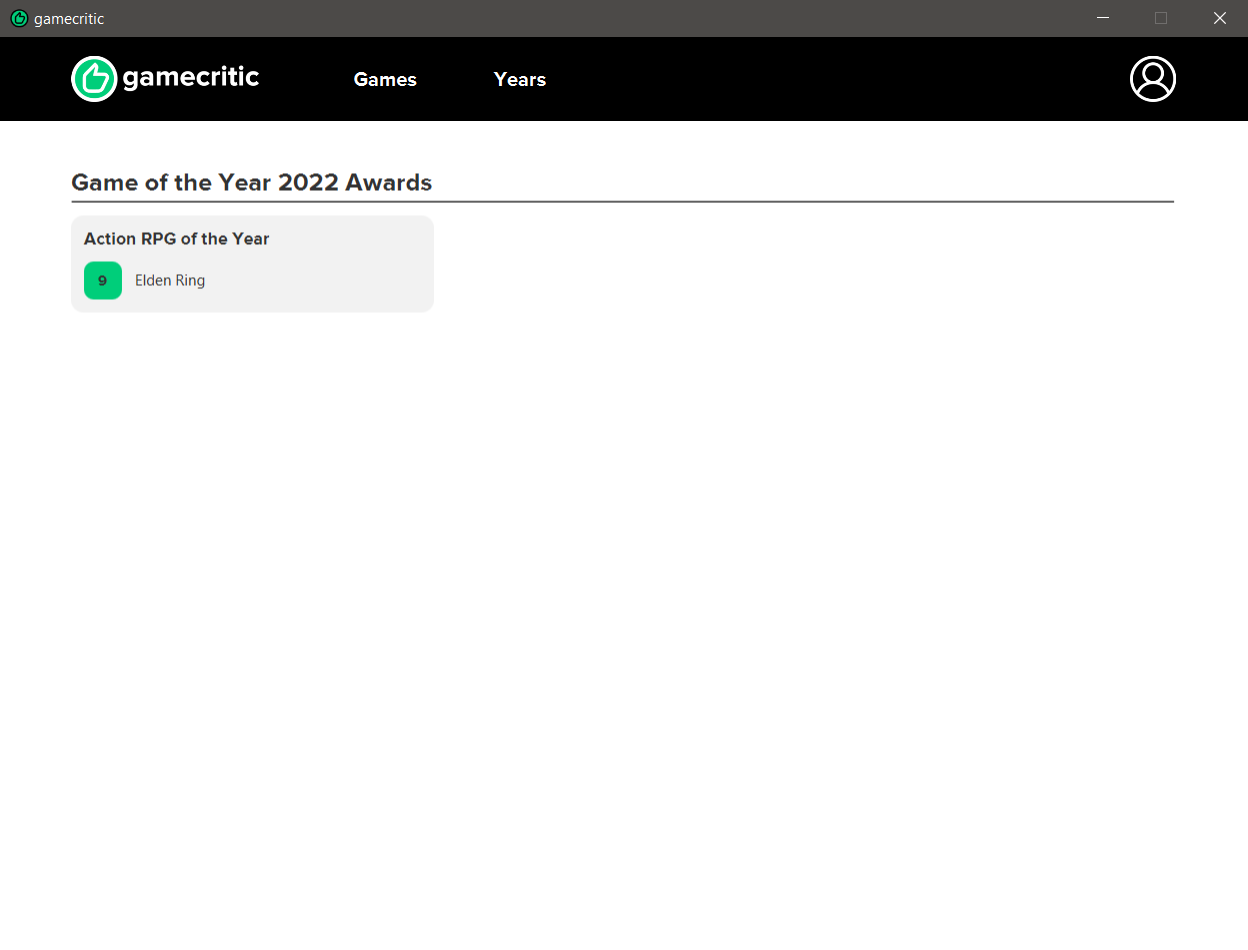 gamecritic
gamecritic Games Years
Game of the Year 2022 Awards
Action RPG of the Year
9 Elden Ring